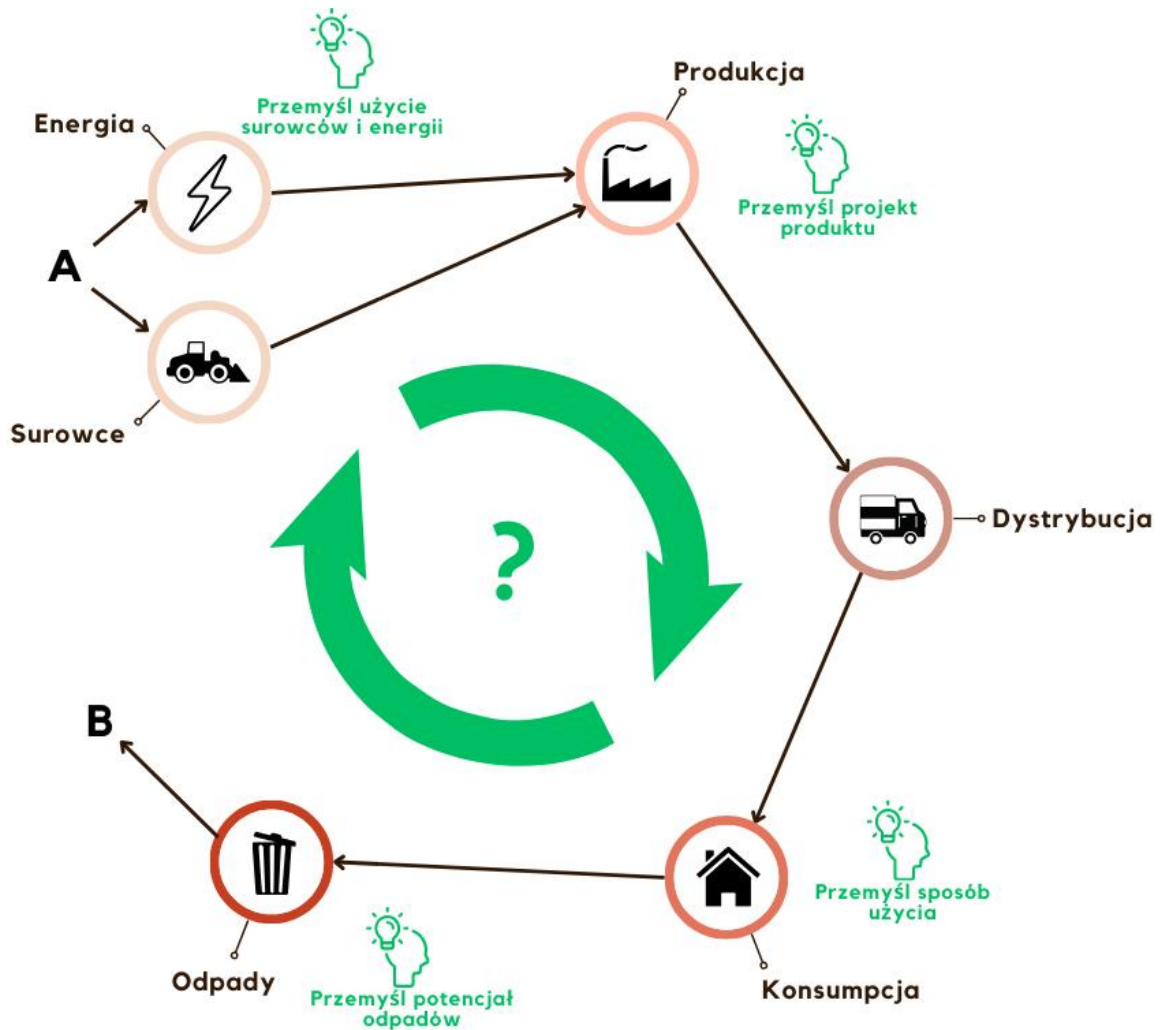 Produkcja
Energia
Przemyśl użycie
surowców i energii
Przemyśl projekt
produktu
A
Surowce
?
Dystrybucja
B
Przemyśl sposób
użycia
Odpady
Przemyśl potencjał
odpadów
Konsumpcja